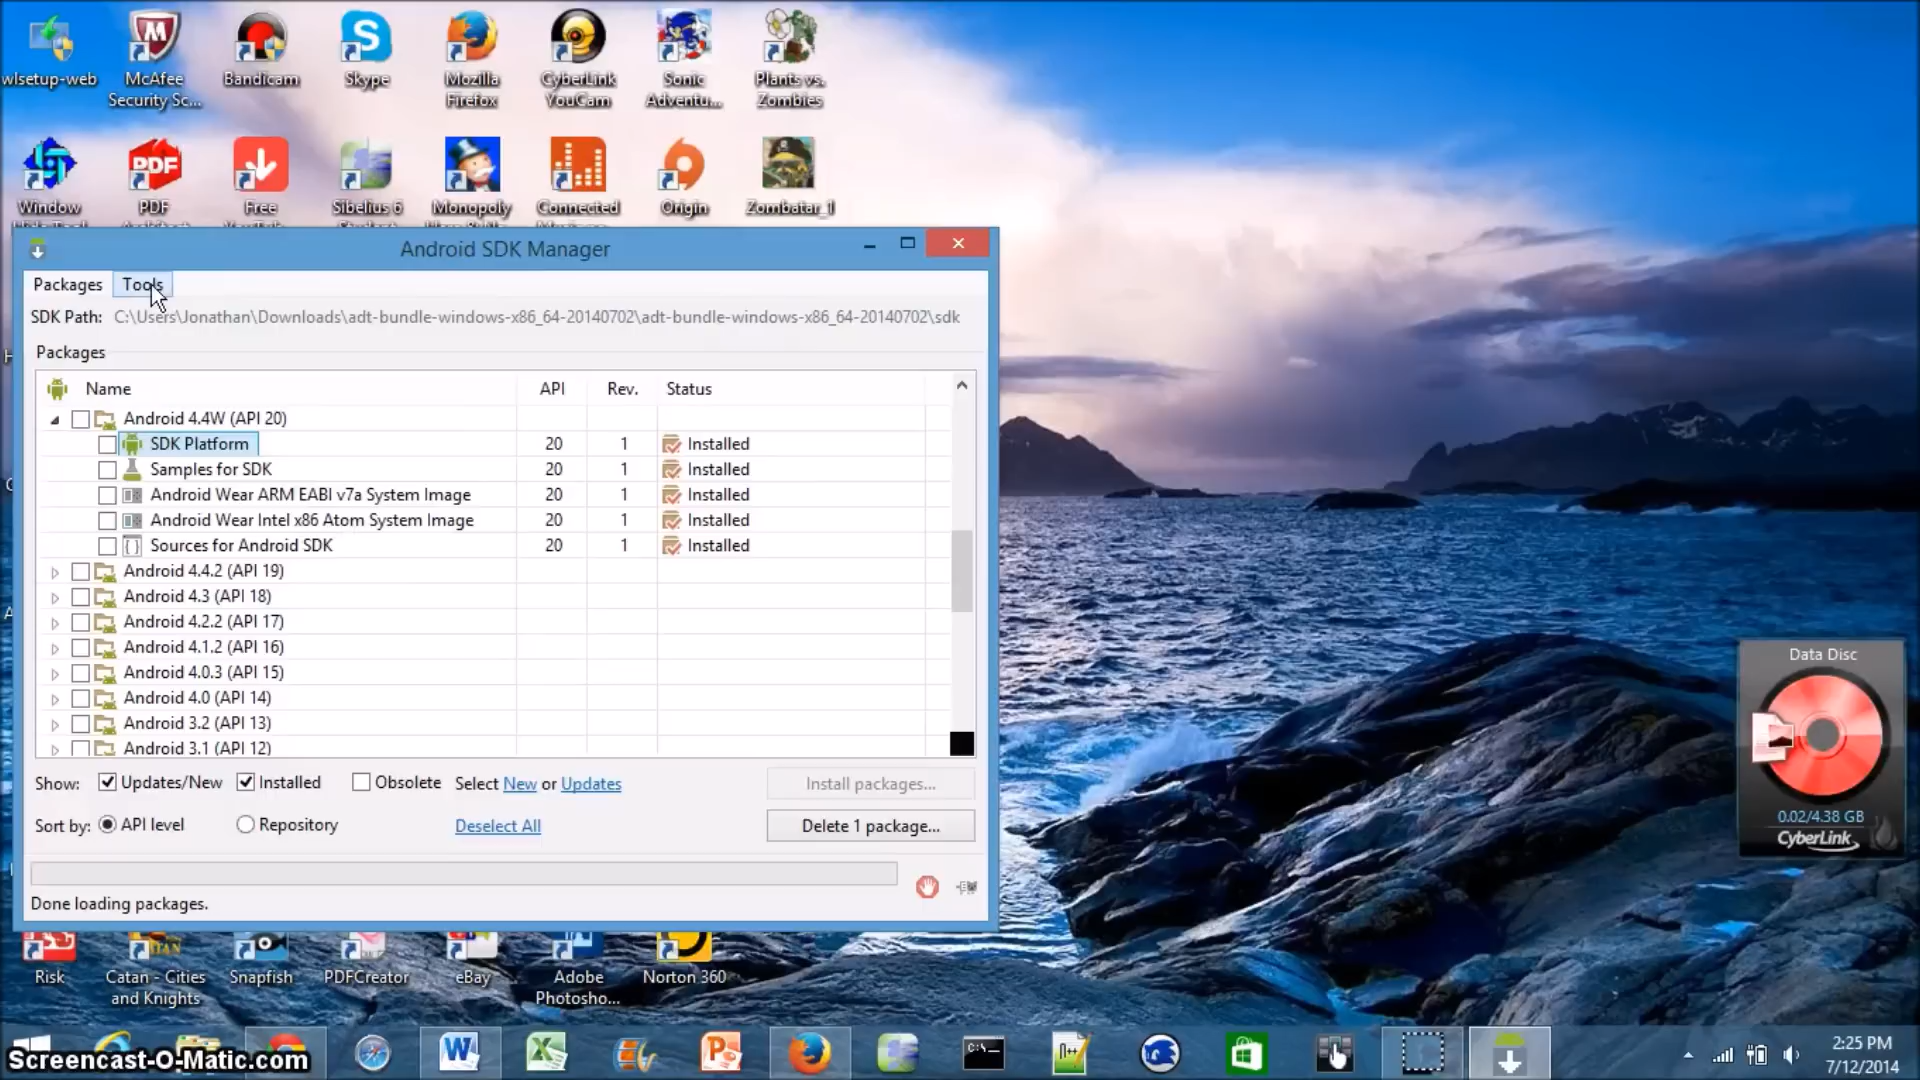 wlsetup-web
McAfee
Security Sc...
Bandicam
Skype
Mozilla
Firefox
CyberLink
YouCam
Sonic
Adventu...
Plants vs.
Zombies
PDF
Window
PDF
Free
Sibelius 6
Monopoly
Connected
Origin
Zombatar_1
Android SDK Manager
Packages
Tools
SDK Path: C:\Users\Jonathan\Downloads\adt-bundle-windows-x86_64-20140702\adt-bundle-windows-x86_64-20140702\sdk
Packages
Name API Rev. Status
Android 4.4W (API 20)
SDK Platform 20 1 Installed
Samples for SDK 20 1 Installed
Android Wear ARM EABI v7a System Image 20 1 Installed
Android Wear Intel x86 Atom System Image 20 1 Installed
Sources for Android SDK 20 1 Installed
Android 4.4.2 (API 19)
Android 4.3 (API 18)
Android 4.2.2 (API 17)
Android 4.1.2 (API 16)
Android 4.0.3 (API 15)
Android 4.0 (API 14)
Android 3.2 (API 13)
Android 3.1 (API 12)
Show: Updates/New Installed Obsolete Select New or Updates Install packages...
Sort by: API level Repository Deselect All Delete 1 package...
Done loading packages.
Data Disc
0.02/4.38 GB
CyberLink
Risk
Catan - Cities
and Knights
Snapfish
PDFCreator
eBay
Adobe
Photosho...
Norton 360
Screencast-O-Matic.com
2:25 PM
7/12/2014